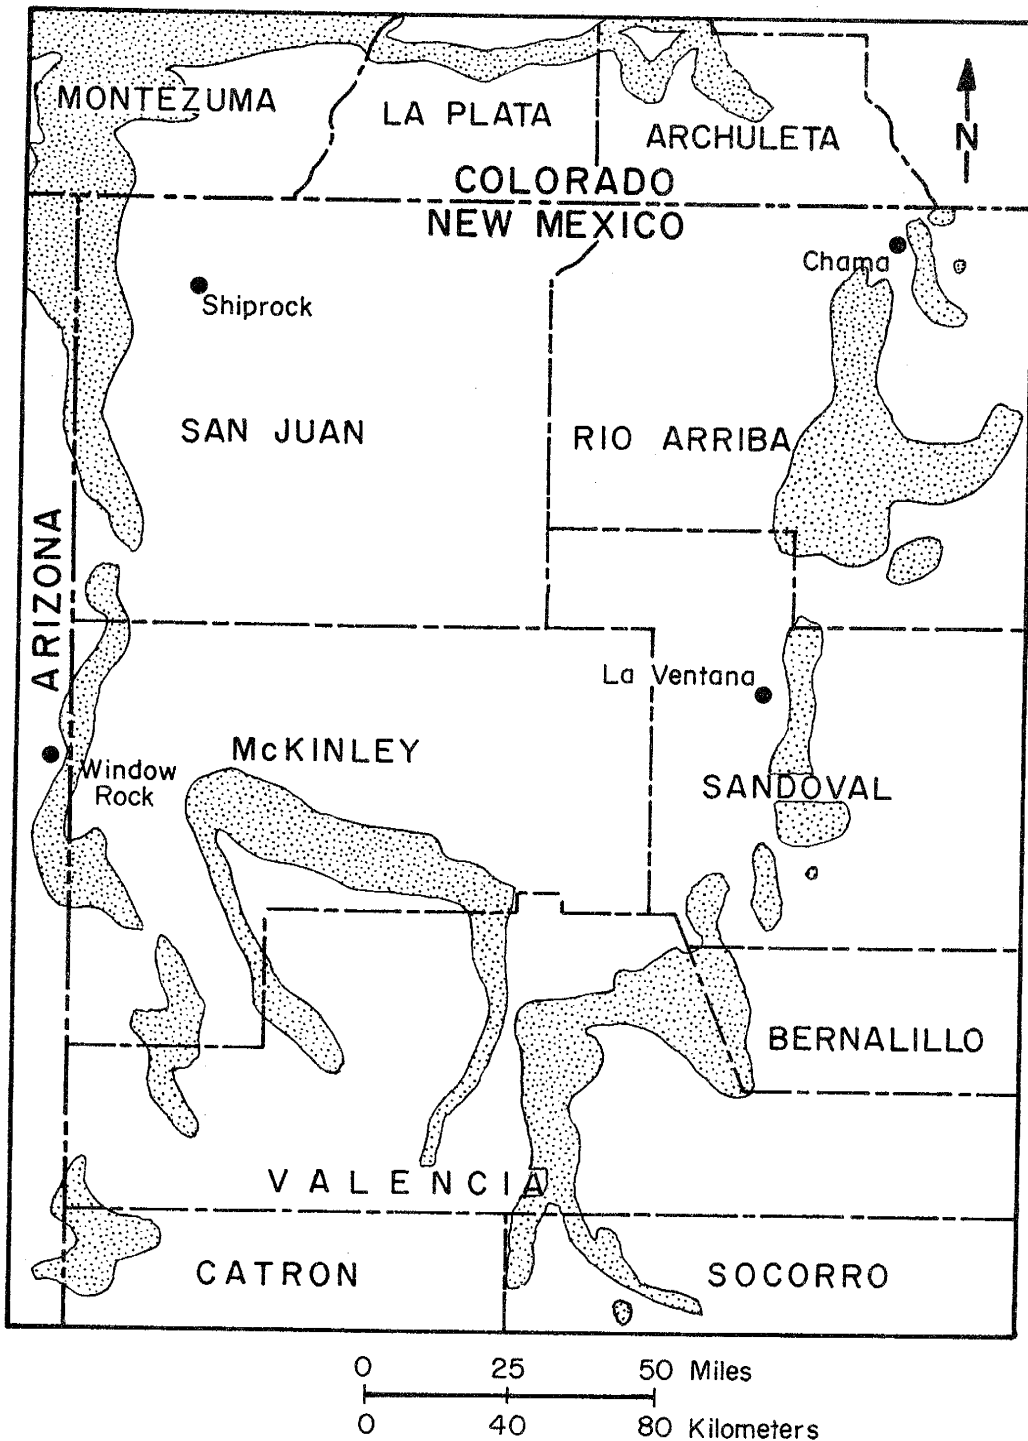 MONTEZUMA
LA PLATA
ARCHULETA
N
COLORADO
NEW MEXICO
Chama
Shiprock
SAN JUAN
RIO ARRIBA
ARIZONA
La Ventana
McKINLEY
Window
Rock
SANDOVAL
BERNALILLO
VALENCIA
CATRON
SOCORRO
0 25 50 Miles
0 40 80 Kilometers